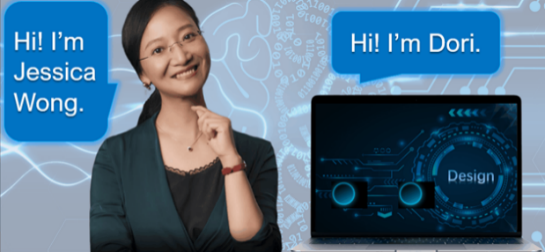 Hi! I'm
Jessica
Wong.
Hi! I'm Dori.
Design